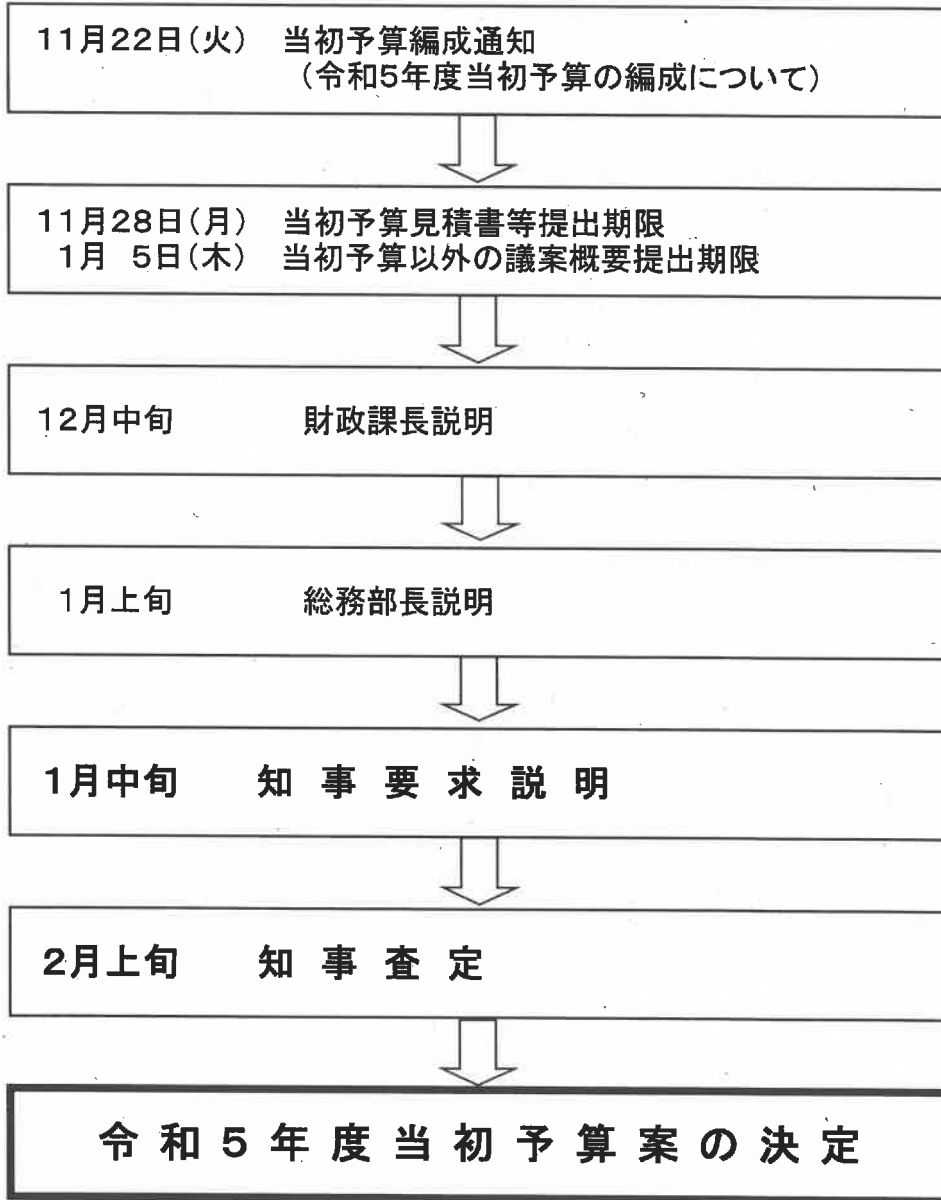 11月22日(火) 当初予算編成通知
(令和5年度当初予算の編成について)
11月28日(月) 当初予算見積書等提出期限
1月 5日(木) 当初予算以外の議案概要提出期限
12月中旬 財政課長説明
1月上旬 総務部長説明
1月中旬 知事要求説明
2月上旬 知事査定
令和5年度当初予算案の決定